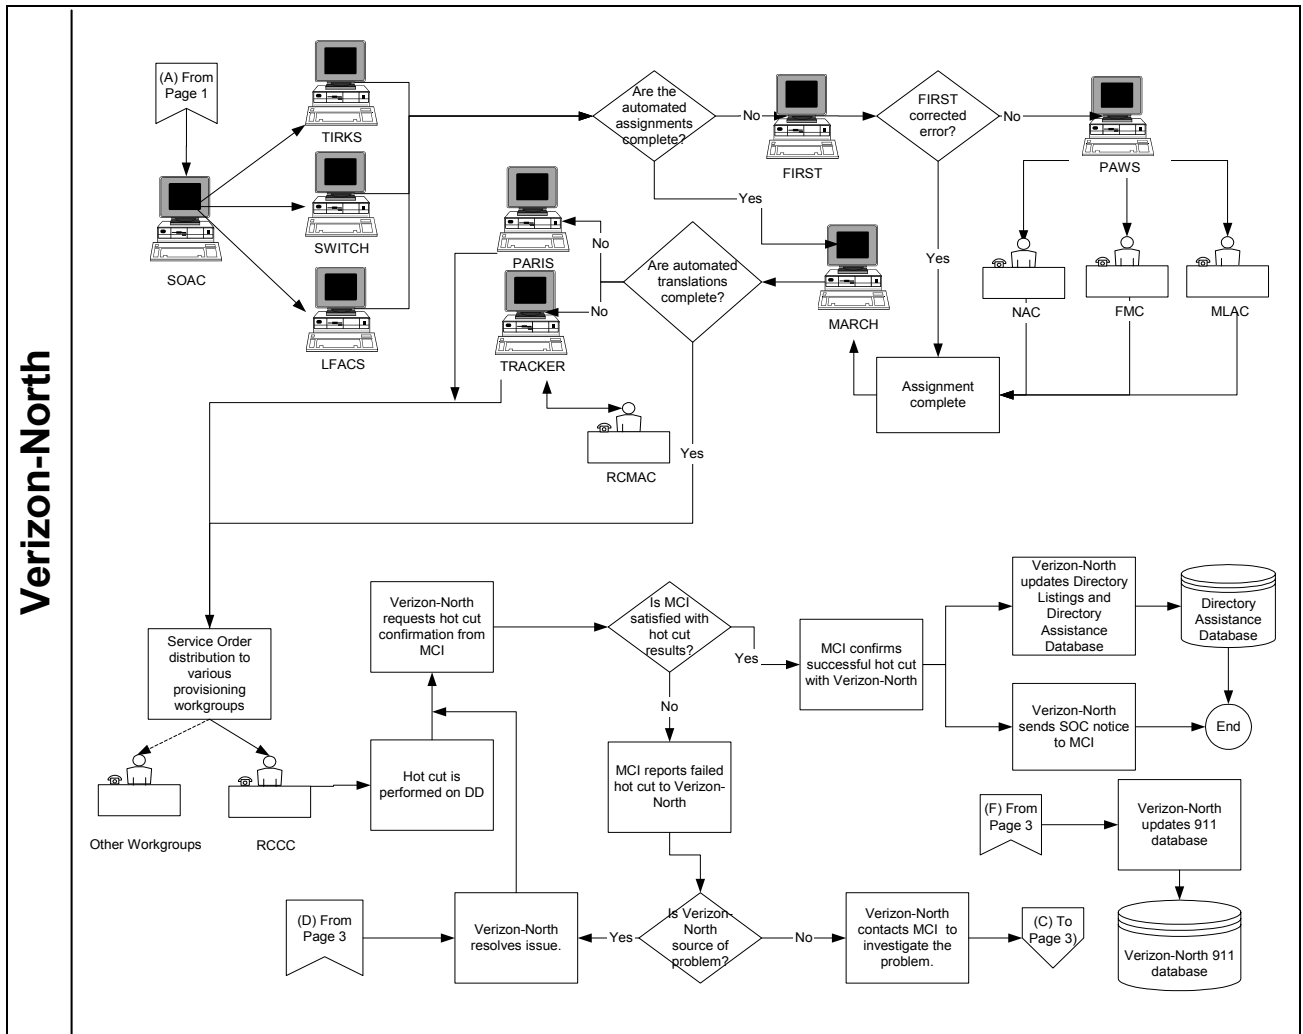 Verizon-North
(A) From
Page 1
SOAC
TIRKS
SWITCH
LFACS
Are the
automated
assignments
complete?
No
Yes
FIRST
FIRST
corrected
error?
No
Yes
PAWS
NAC
FMC
MLAC
Assignment
complete
MARCH
Are automated
translations
complete?
No
No
Yes
PARIS
TRACKER
RCMAC
Service Order
distribution to
various
provisioning
workgroups
Other Workgroups
RCCC
Hot cut is
performed on DD
Verizon-North
requests hot cut
confirmation from
MCI
Is MCI
satisfied with
hot cut
results?
Yes
No
MCI confirms
successful hot cut
with Verizon-North
Verizon-North
updates Directory
Listings and
Directory
Assistance
Database
Directory
Assistance
Database
Verizon-North
sends SOC notice
to MCI
End
MCI reports failed
hot cut to Verizon-
North
(F) From
Page 3
Verizon-North
updates 911
database
Verizon-North 911
database
(D) From
Page 3
Verizon-North
resolves issue.
Yes
Is Verizon-
North
source of
problem?
No
Verizon-North
contacts MCI to
investigate the
problem.
(C) To
Page 3)